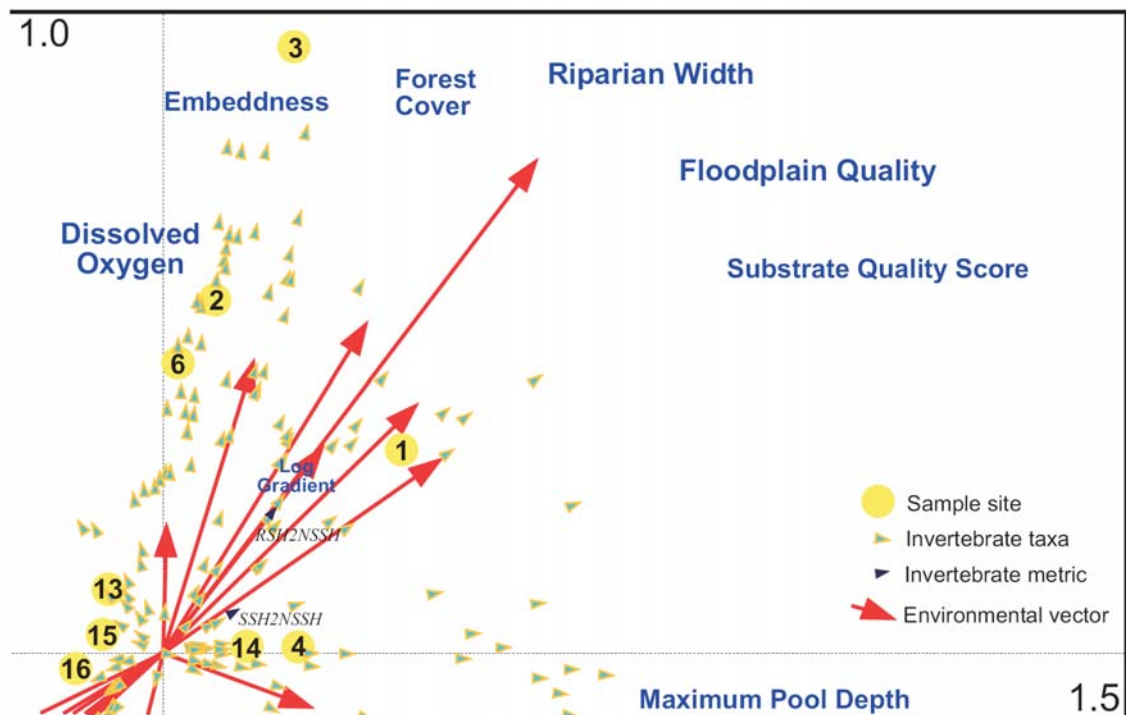 1.0
3
Embeddness
Forest
Cover
Riparian Width
Floodplain Quality
Dissolved
Oxygen
Substrate Quality Score
2
6
1
Log
Gradient
RSH2NSSH
Sample site
Invertebrate taxa
Invertebrate metric
Environmental vector
13
SSH2NSSH
15
14
4
16
Maximum Pool Depth
1.5